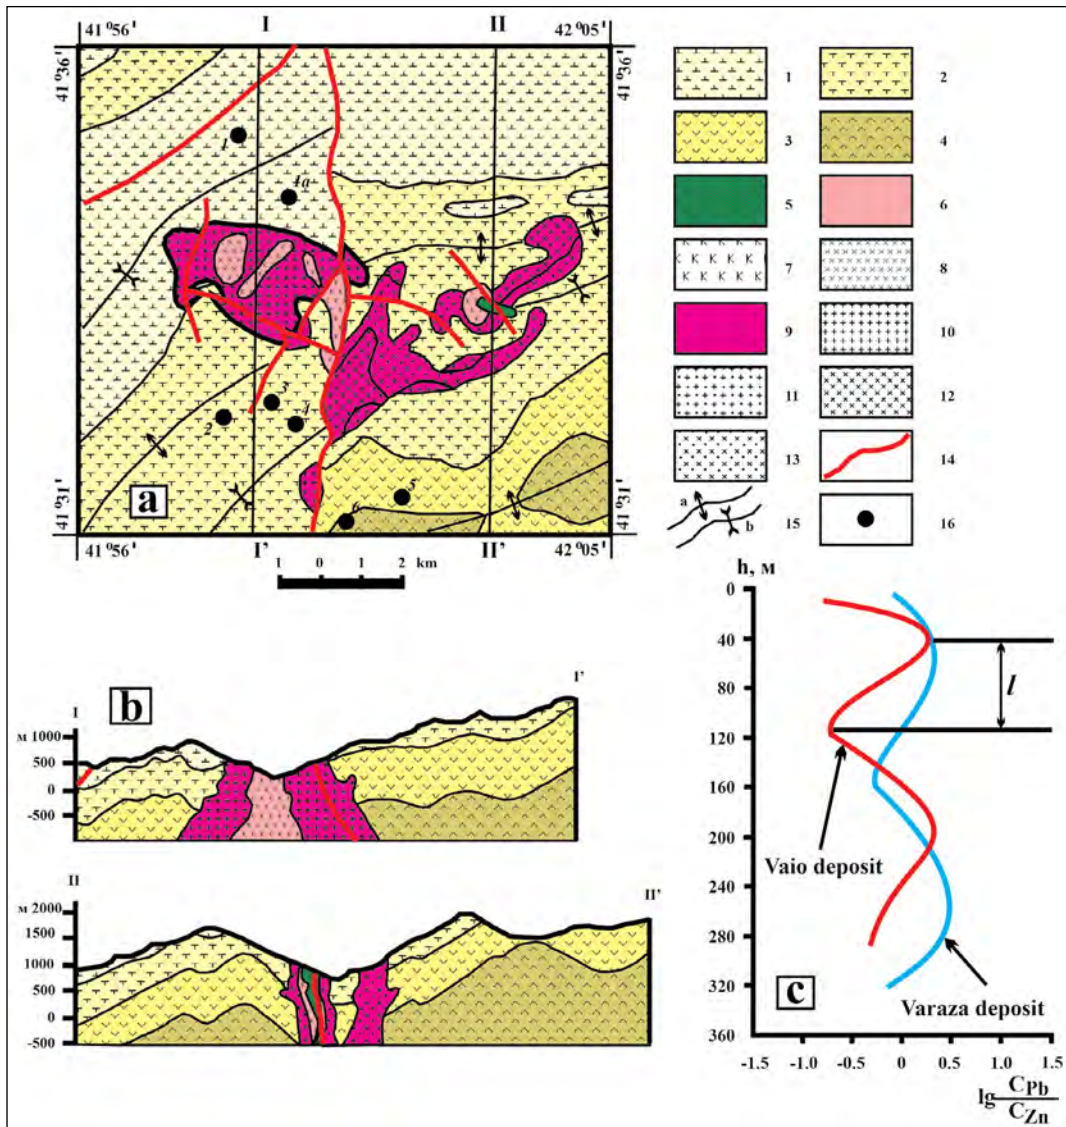 41 °56' I II 42 °05'
41 °36' 41 °36'
1 2
1 3 4
1a 5 6
7 K K K K K K K K 8
9 10
3 11 12
2 4 13 14
a 5 6
41 °31' 41 °31'
a b 15 16
41 °56' I' II' 42 °05'
1 0 1 2 km
h, м
0
40
80
120
160
200
240
280
320
360
l
Vaio deposit
Varaza deposit
c
-1.5 -1.0 -0.5 0 0.5 1.0 1.5
lg CPb
CZn
b
I I'
м 1000
500
0
-500
II II'
м 2000
1500
1000
500
0
-500